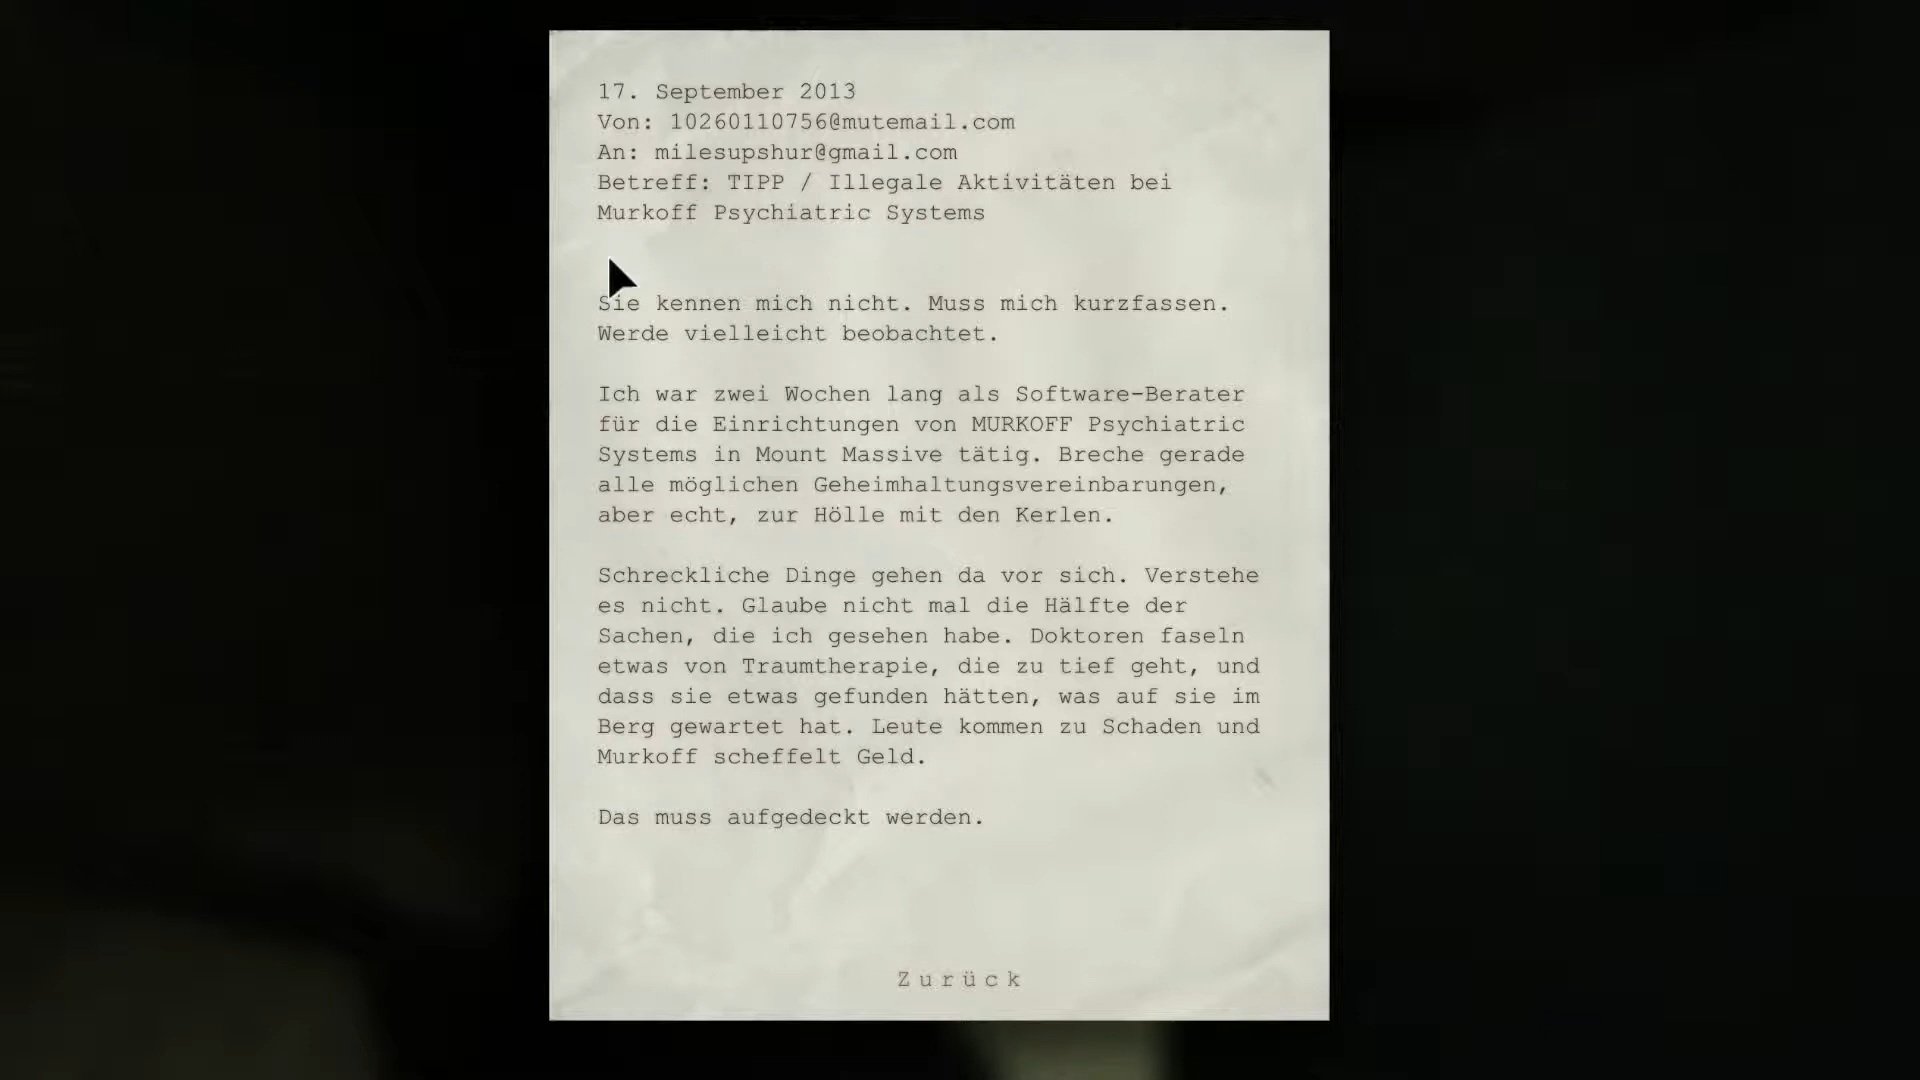 17. September 2013
Von: 10260110756@mutemail.com
An: milesupshur@gmail.com
Betreff: TIPP / Illegale Aktivitäten bei
Murkoff Psychiatric Systems
Sie kennen mich nicht. Muss mich kurzfassen.
Werde vielleicht beobachtet.
Ich war zwei Wochen lang als Software-Berater
für die Einrichtungen von MURKOFF Psychiatric
Systems in Mount Massive tätig. Breche gerade
alle möglichen Geheimhaltungsvereinbarungen,
aber echt, zur Hölle mit den Kerlen.
Schreckliche Dinge gehen da vor sich. Verstehe
es nicht. Glaube nicht mal die Hälfte der
Sachen, die ich gesehen habe. Doktoren faseln
etwas von Traumtherapie, die zu tief geht, und
dass sie etwas gefunden hätten, was auf sie im
Berg gewartet hat. Leute kommen zu Schaden und
Murkoff scheffelt Geld.
Das muss aufgedeckt werden.
Zurück